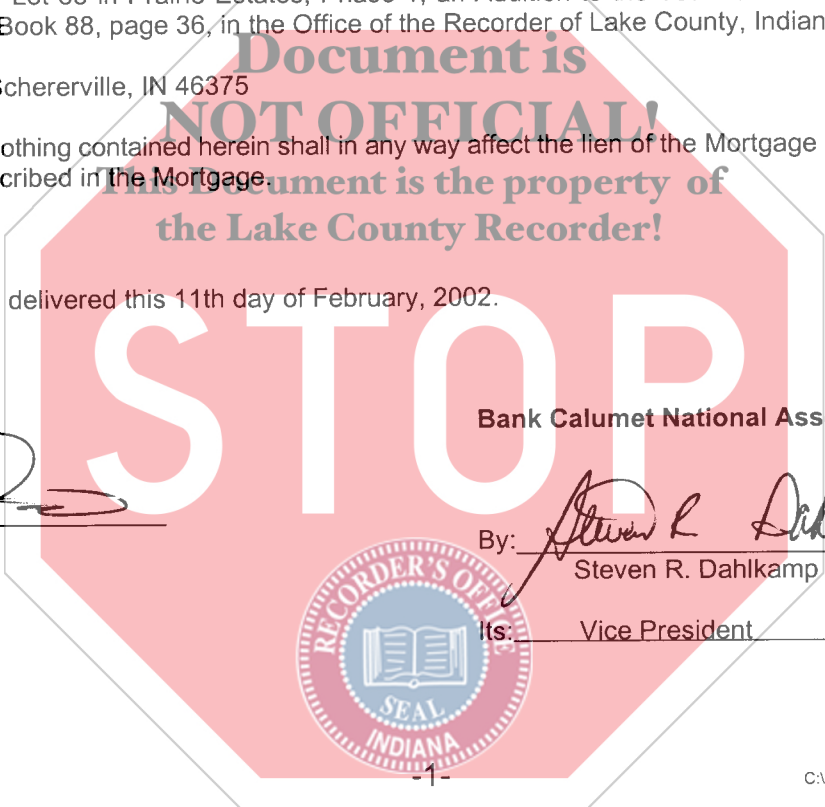 Book 88, page 36, in the Office of the Recorder of Lake County, Indian
Document is
Schererville, IN 46375
NOT OFFICIAL!
othing contained herein shall in any way affect the lien of the Mortgage
cribed in the Mortgage.
This Document is the property of
the Lake County Recorder!
delivered this 11th day of February, 2002.
STOP
Bank Calumet National Ass
By:
Steven R. Dahlkamp
Its: Vice President
RECORDER'S OFFICE
SEAL
INDIANA
-1-
C:\